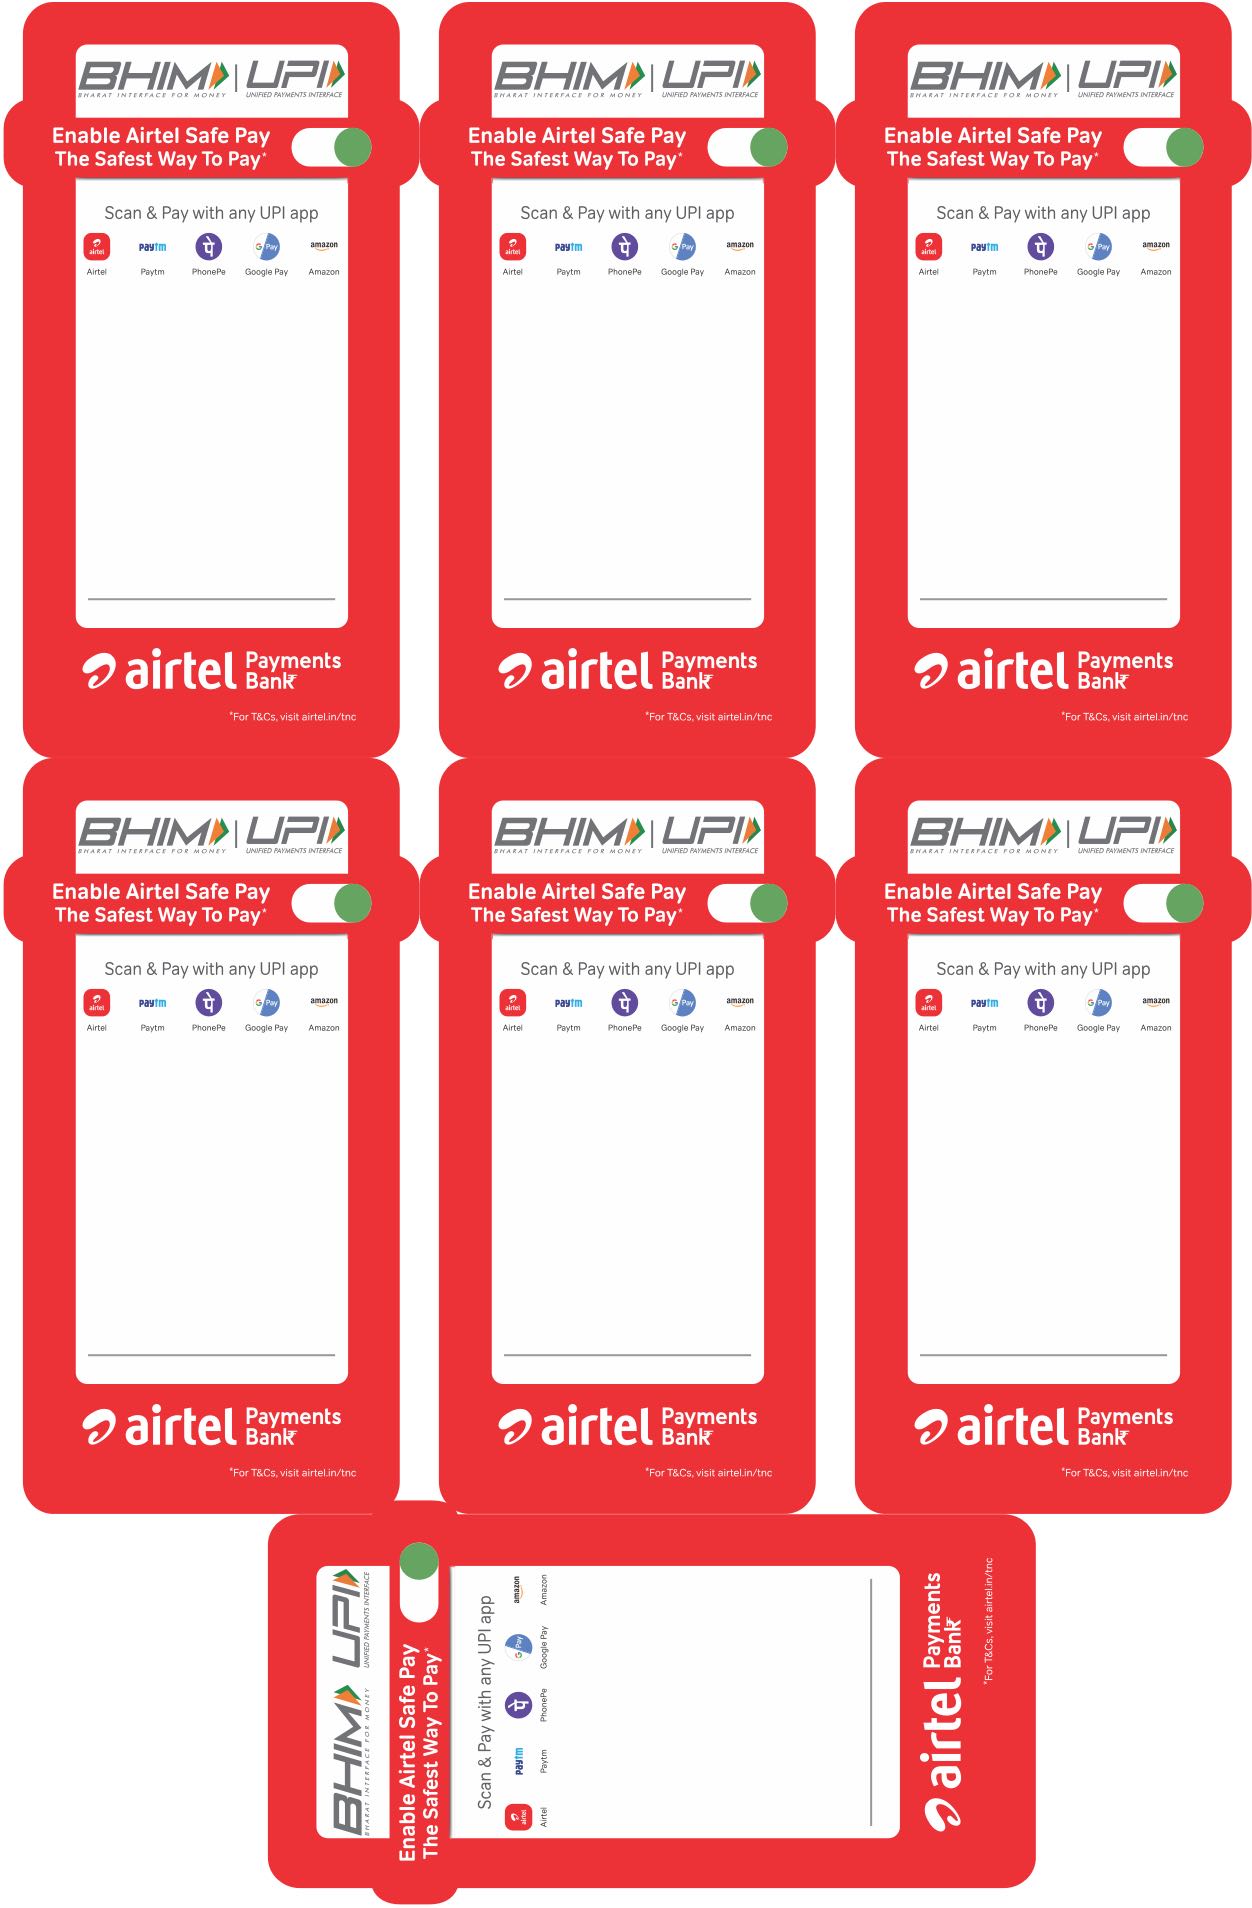 BHIM UPI
BHARAT INTERFACE FOR MONEY UNIFIED PAYMENTS INTERFACE
Enable Airtel Safe Pay
The Safest Way To Pay*
Scan & Pay with any UPI app
airtel paytm पे G Pay amazon
Airtel Paytm PhonePe Google Pay Amazon
airtel Payments
Bank₹
*For T&Cs, visit airtel.in/tnc
BHIM UPI
BHARAT INTERFACE FOR MONEY UNIFIED PAYMENTS INTERFACE
Enable Airtel Safe Pay
The Safest Way To Pay*
Scan & Pay with any UPI app
airtel paytm पे G Pay amazon
Airtel Paytm PhonePe Google Pay Amazon
airtel Payments
Bank₹
*For T&Cs, visit airtel.in/tnc
BHIM UPI
BHARAT INTERFACE FOR MONEY UNIFIED PAYMENTS INTERFACE
Enable Airtel Safe Pay
The Safest Way To Pay*
Scan & Pay with any UPI app
airtel paytm पे G Pay amazon
Airtel Paytm PhonePe Google Pay Amazon
airtel Payments
Bank₹
*For T&Cs, visit airtel.in/tnc
BHIM UPI
BHARAT INTERFACE FOR MONEY UNIFIED PAYMENTS INTERFACE
Enable Airtel Safe Pay
The Safest Way To Pay*
Scan & Pay with any UPI app
airtel paytm पे G Pay amazon
Airtel Paytm PhonePe Google Pay Amazon
airtel Payments
Bank₹
*For T&Cs, visit airtel.in/tnc
BHIM UPI
BHARAT INTERFACE FOR MONEY UNIFIED PAYMENTS INTERFACE
Enable Airtel Safe Pay
The Safest Way To Pay*
Scan & Pay with any UPI app
airtel paytm पे G Pay amazon
Airtel Paytm PhonePe Google Pay Amazon
airtel Payments
Bank₹
*For T&Cs, visit airtel.in/tnc
BHIM UPI
BHARAT INTERFACE FOR MONEY UNIFIED PAYMENTS INTERFACE
Enable Airtel Safe Pay
The Safest Way To Pay*
Scan & Pay with any UPI app
airtel paytm पे G Pay amazon
Airtel Paytm PhonePe Google Pay Amazon
airtel Payments
Bank₹
*For T&Cs, visit airtel.in/tnc
BHIM UPI
BHARAT INTERFACE FOR MONEY UNIFIED PAYMENTS INTERFACE
Enable Airtel Safe Pay
The Safest Way To Pay*
Scan & Pay with any UPI app
airtel paytm पे G Pay amazon
Airtel Paytm PhonePe Google Pay Amazon
airtel Payments
Bank₹
*For T&Cs, visit airtel.in/tnc